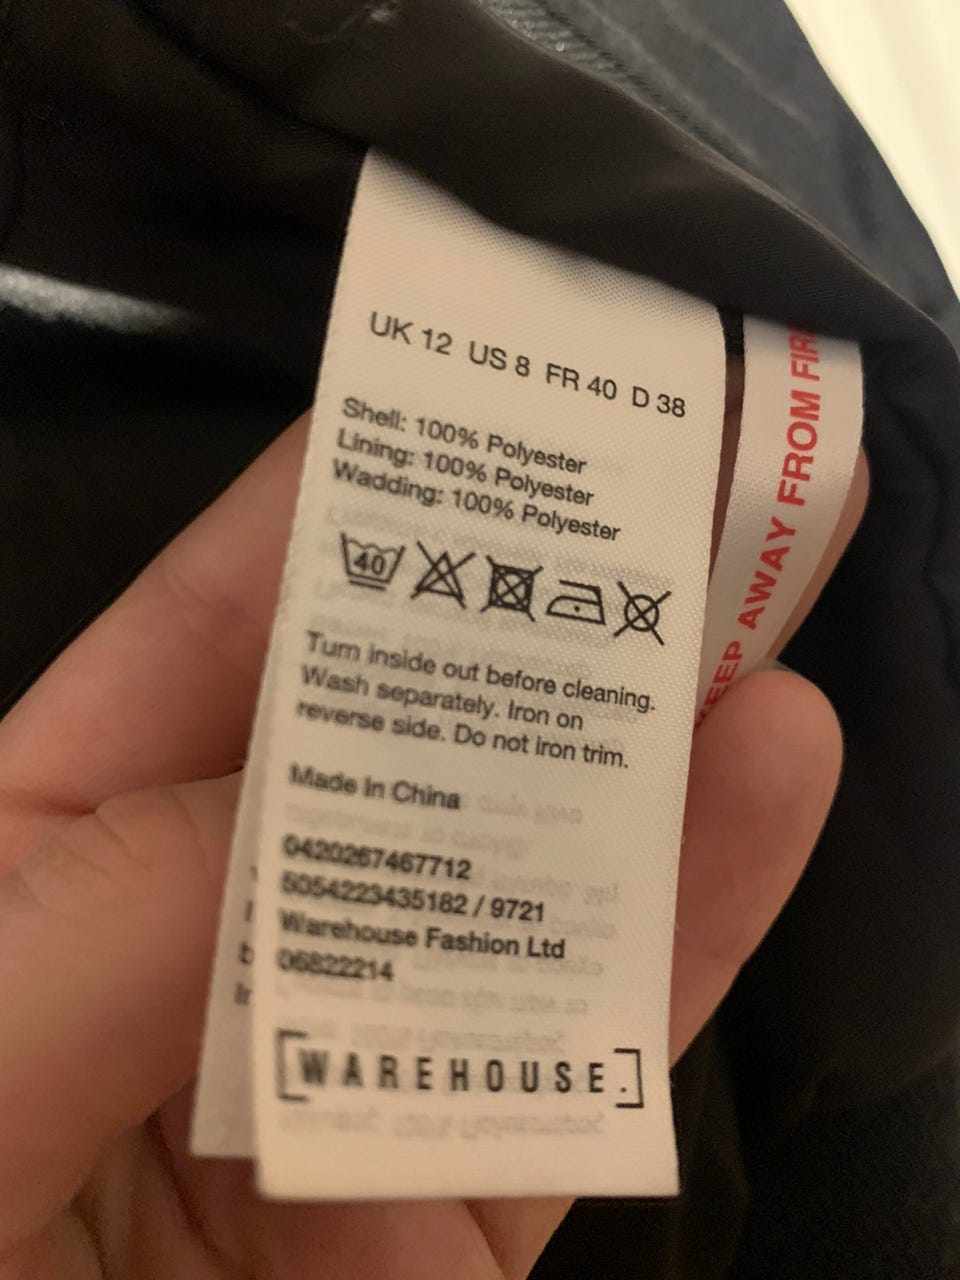 UK 12 US 8 FR 40 D 38
Shell: 100% Polyester
Lining: 100% Polyester
Wadding: 100% Polyester
40
Turn inside out before cleaning.
Wash separately. Iron on
reverse side. Do not iron trim.
Made In China
0420267467712
5054223435182 / 9721
Warehouse Fashion Ltd
06822214
[WAREHOUSE.]
KEEP AWAY FROM FIR